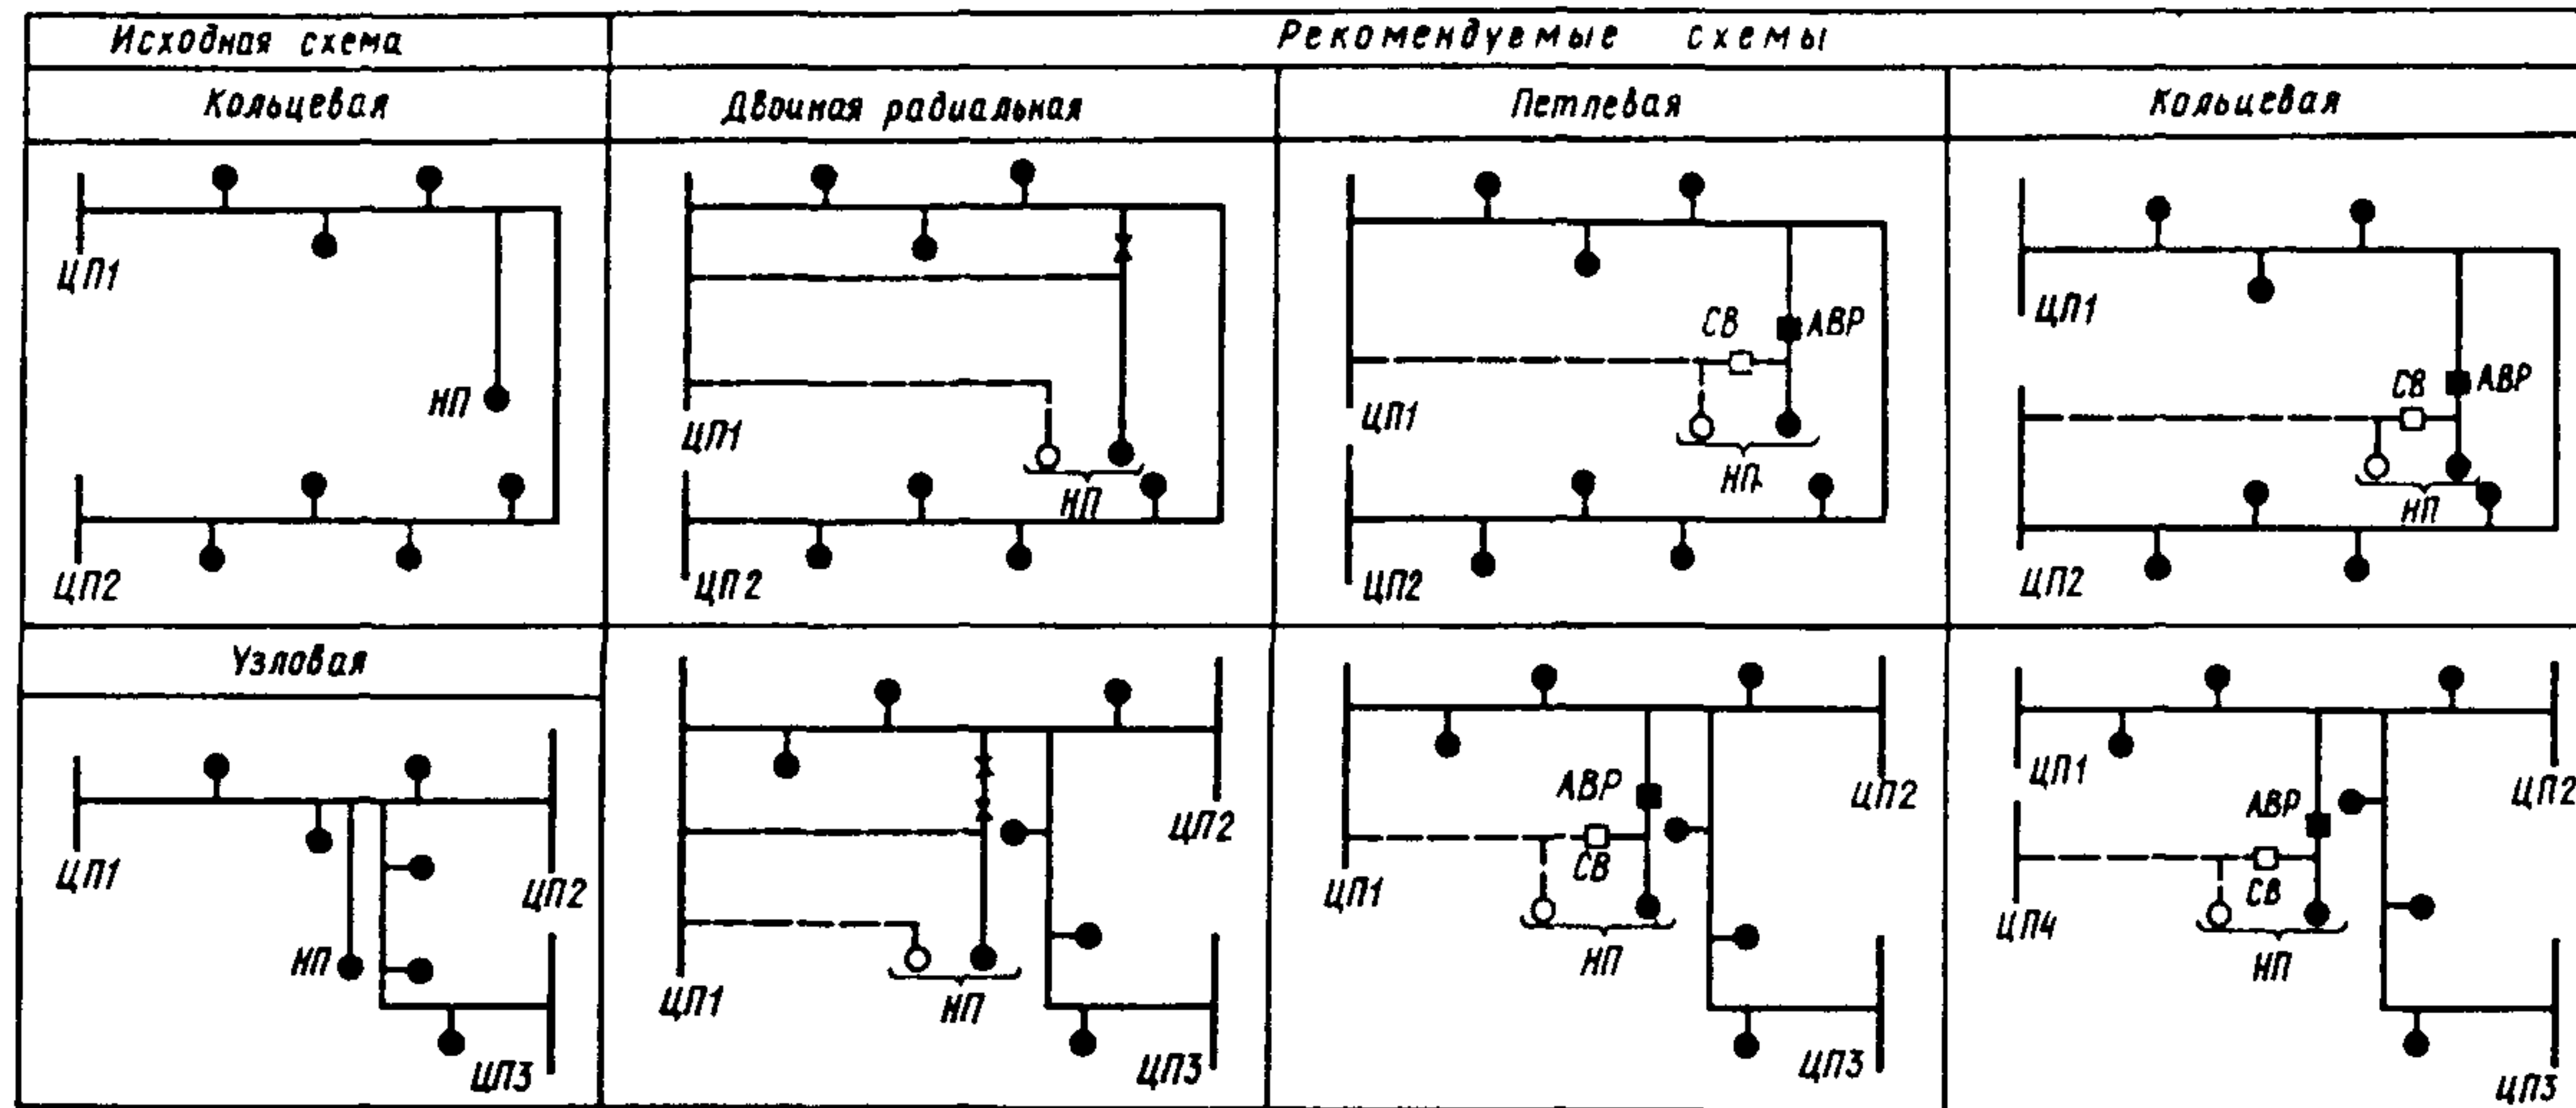 Исходная схема
Рекомендуемые схемы
Кольцевая
Двойная радиальная
Петлевая
Кольцевая
ЦП1
НП
ЦП2
ЦП1
НП
ЦП2
СВ
АВР
ЦП1
НП
ЦП2
ЦП1
СВ
АВР
НП
ЦП2
Узловая
ЦП1
ЦП2
НП
ЦП3
ЦП2
ЦП1
НП
ЦП3
АВР
ЦП2
СВ
ЦП1
НП
ЦП3
ЦП1
ЦП2
АВР
СВ
ЦП4
НП
ЦП3